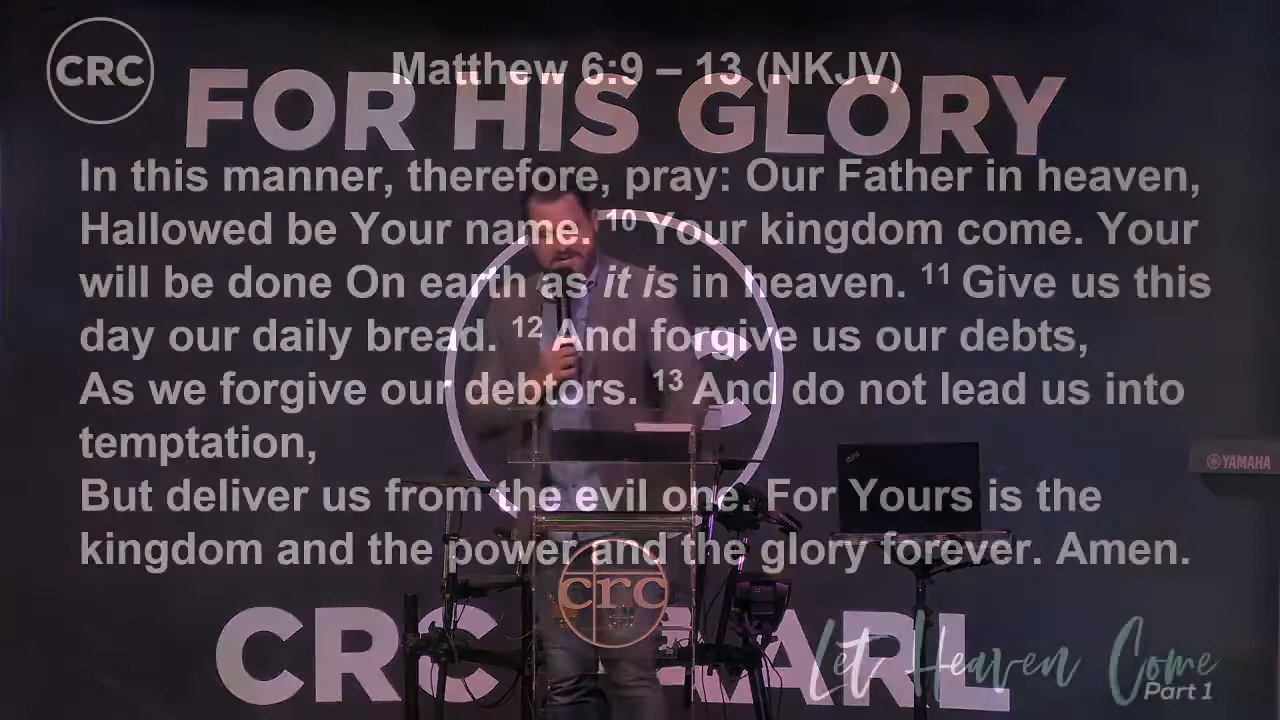 CRC
Matthew 6:9 – 13 (NKJV)
FOR HIS GLORY
In this manner, therefore, pray: Our Father in heaven,
Hallowed be Your name. ¹⁰ Your kingdom come. Your
will be done On earth as it is in heaven. ¹¹ Give us this
day our daily bread. ¹² And forgive us our debts,
As we forgive our debtors. ¹³ And do not lead us into
temptation,
But deliver us from the evil one. For Yours is the
kingdom and the power and the glory forever. Amen.
YAMAHA
crc
CRC
Let Heaven Come
Part 1